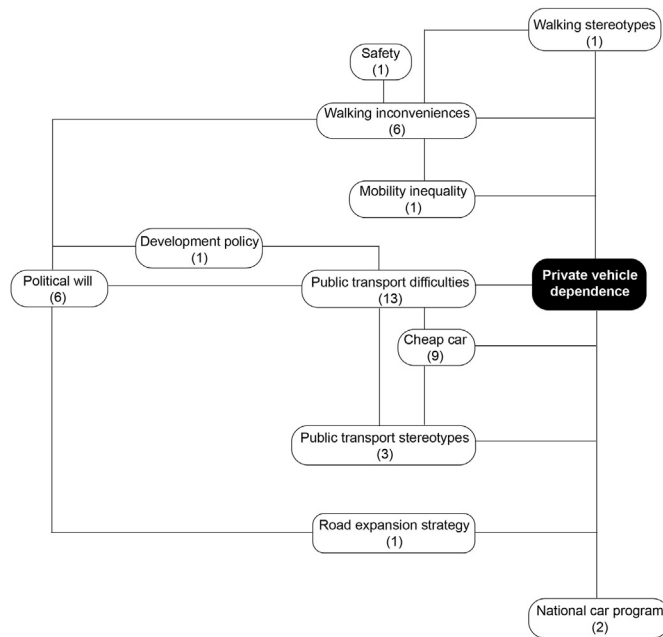 Walking stereotypes
(1)
Safety
(1)
Walking inconveniences
(6)
Mobility inequality
(1)
Development policy
(1)
Political will
(6)
Public transport difficulties
(13)
Private vehicle
dependence
Cheap car
(9)
Public transport stereotypes
(3)
Road expansion strategy
(1)
National car program
(2)